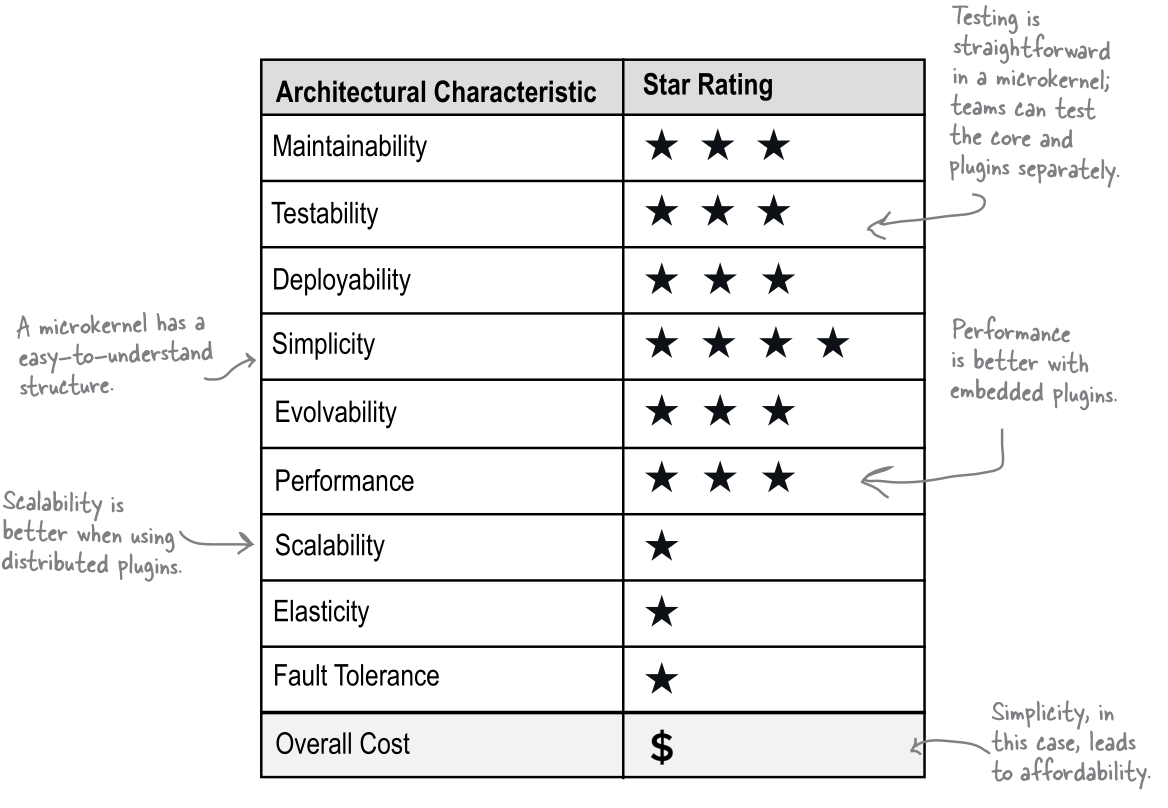 Testing is
straightforward
in a microkernel;
teams can test
the core and
plugins separately.
Architectural Characteristic Star Rating
Maintainability ★ ★ ★
Testability ★ ★ ★
Deployability ★ ★ ★
Simplicity ★ ★ ★ ★
Evolvability ★ ★ ★
Performance ★ ★ ★
Scalability ★
Elasticity ★
Fault Tolerance ★
Overall Cost $
A microkernel has a
easy-to-understand
structure.
Performance
is better with
embedded plugins.
Scalability is
better when using
distributed plugins.
Simplicity, in
this case, leads
to affordability.